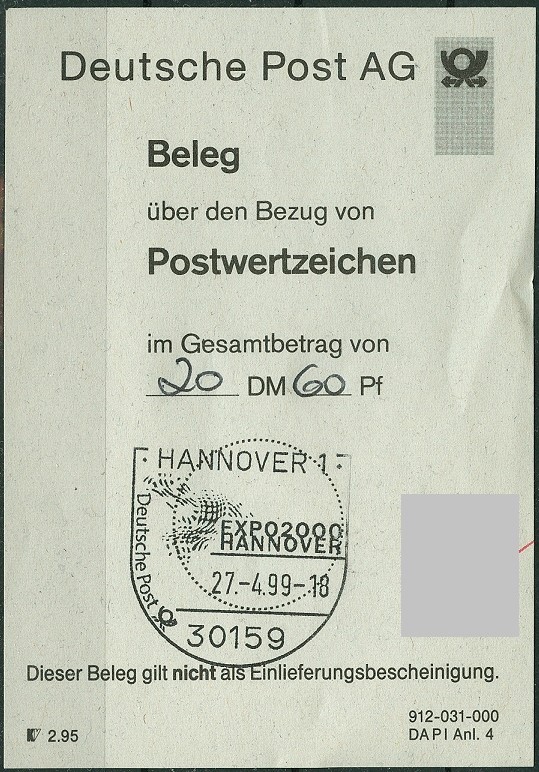 Deutsche Post AG
Beleg
über den Bezug von
Postwertzeichen
im Gesamtbetrag von
20 DM 60 Pf
HANNOVER 1
EXPO2000
HANNOVER
Deutsche Post
27.-4.99-18
30159
Dieser Beleg gilt nicht als Einlieferungsbescheinigung.
912-031-000
2.95 DAPI Anl. 4